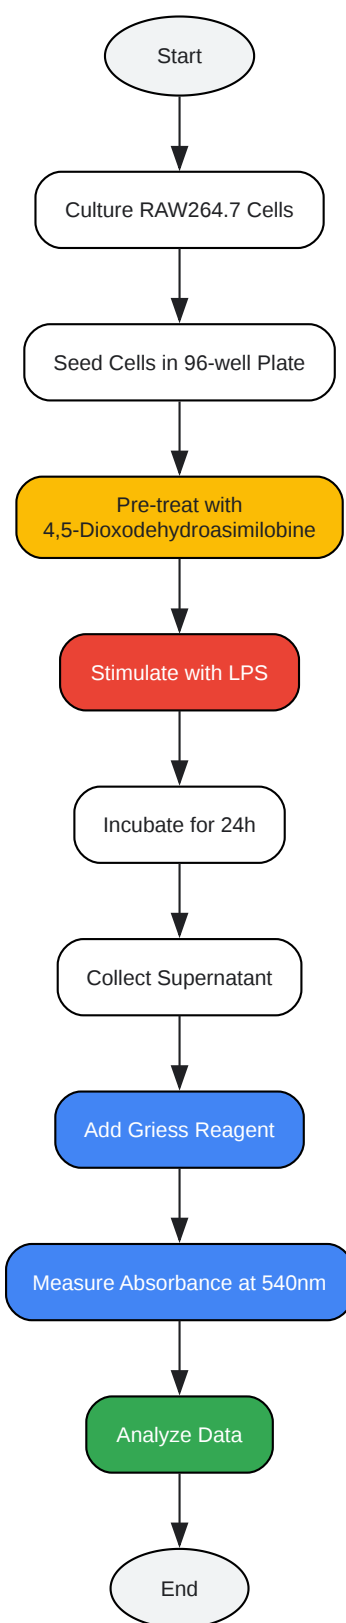 Start
Culture RAW264.7 Cells
Seed Cells in 96-well Plate
Pre-treat with
4,5-Dioxodehydroasimilobine
Stimulate with LPS
Incubate for 24h
Collect Supernatant
Add Griess Reagent
Measure Absorbance at 540nm
Analyze Data
End